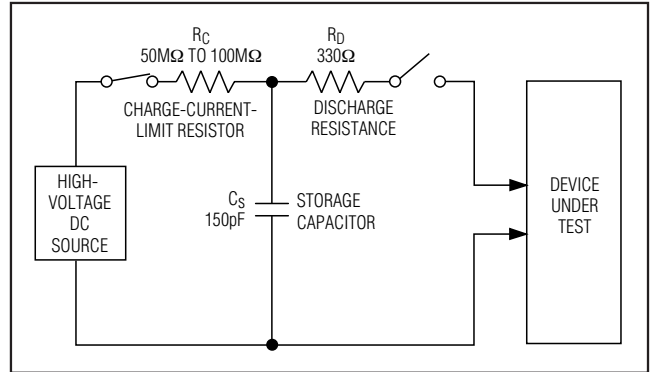 RC
50MΩ TO 100MΩ
CHARGE-CURRENT-
LIMIT RESISTOR
RD
330Ω
DISCHARGE
RESISTANCE
HIGH-
VOLTAGE
DC
SOURCE
CS
150pF
STORAGE
CAPACITOR
DEVICE
UNDER
TEST